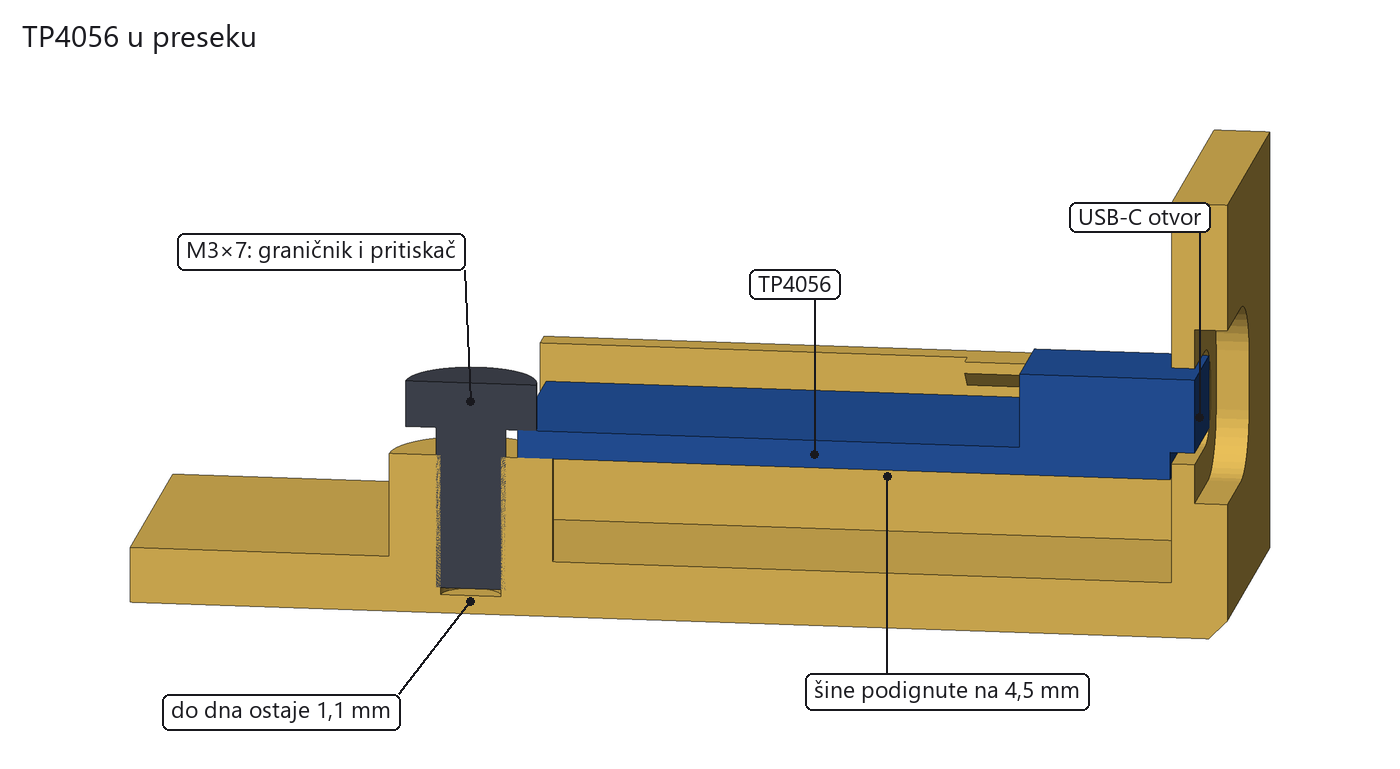 TP4056 u preseku
USB-C otvor
M3×7: graničnik i pritiskač
TP4056
šine podignute na 4,5 mm
do dna ostaje 1,1 mm